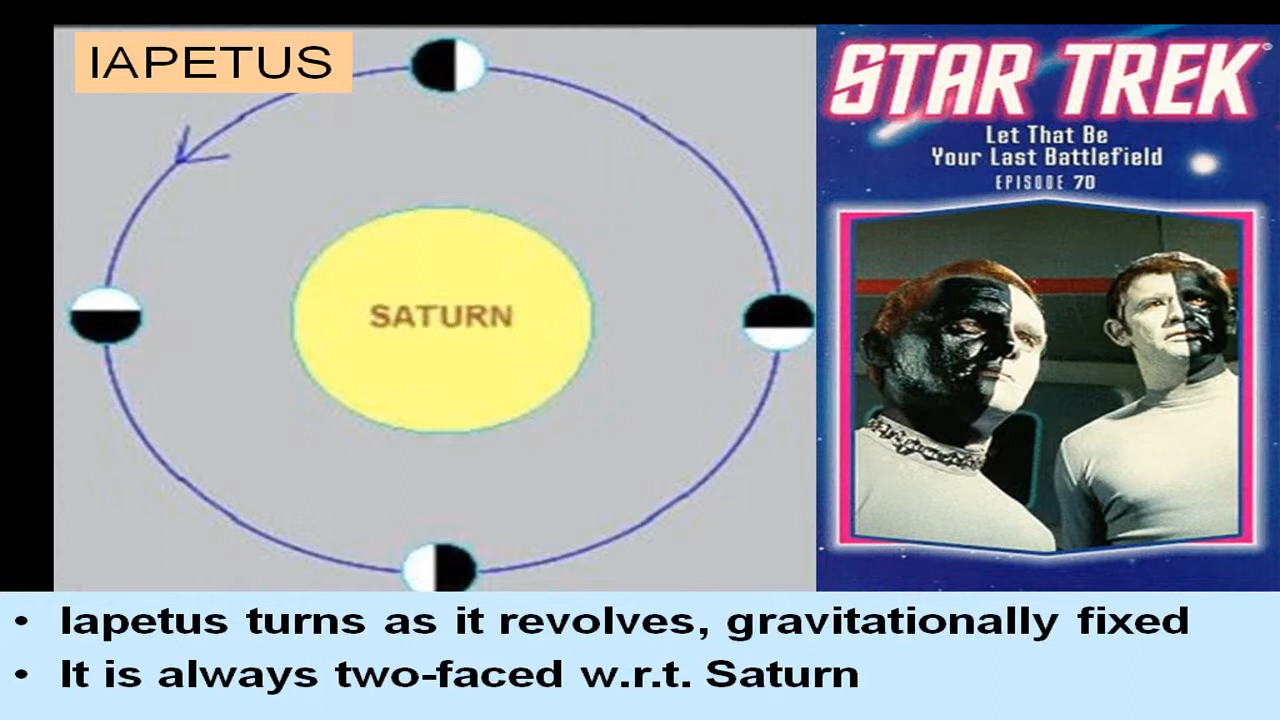 IAPETUS
SATURN
STAR TREK®
Let That Be
Your Last Battlefield
EPISODE 70
• Iapetus turns as it revolves, gravitationally fixed
• It is always two-faced w.r.t. Saturn